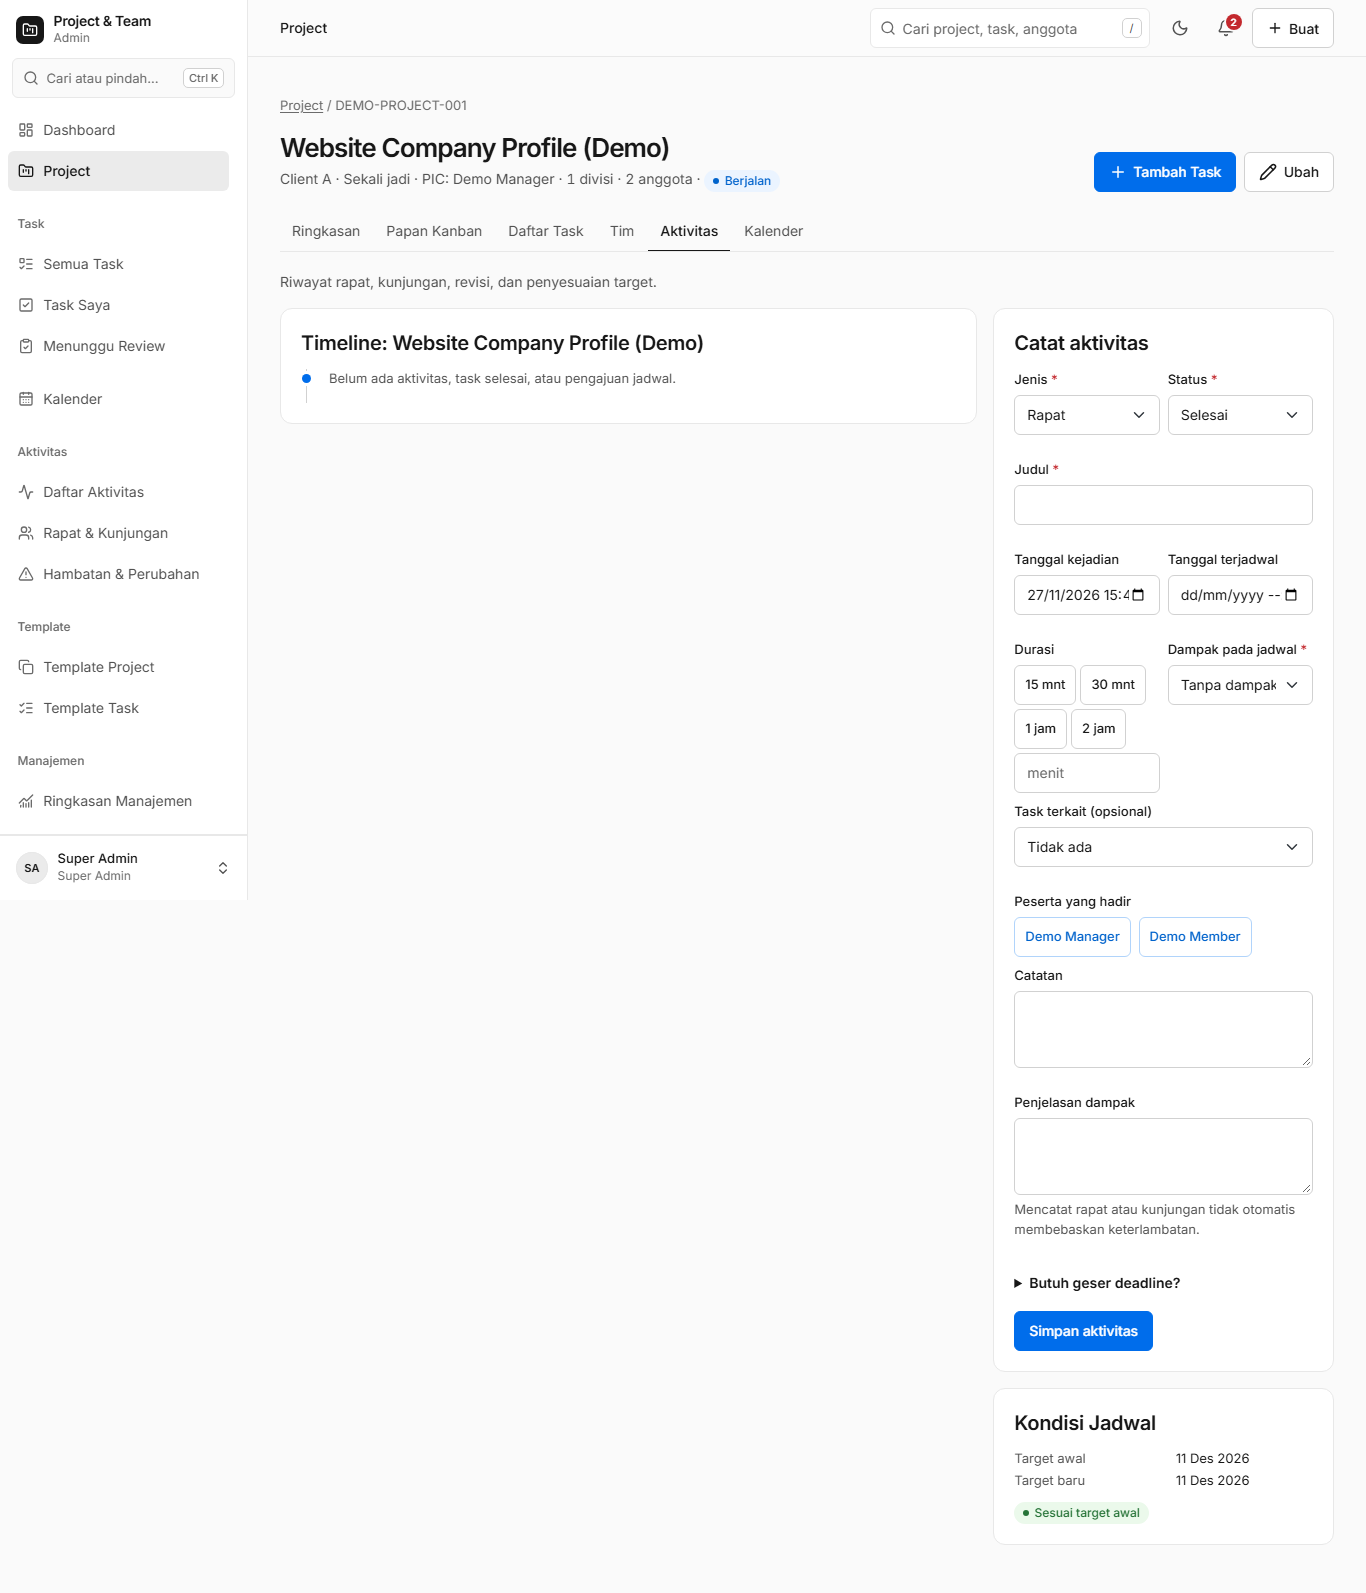 Project & Team
Admin
Cari atau pindah...
Ctrl K
Dashboard
Project
Task
Semua Task
Task Saya
Menunggu Review
Kalender
Aktivitas
Daftar Aktivitas
Rapat & Kunjungan
Hambatan & Perubahan
Template
Template Project
Template Task
Manajemen
Ringkasan Manajemen
SA
Super Admin
Super Admin
Project
Cari project, task, anggota
/
2
Buat
Project / DEMO-PROJECT-001
Website Company Profile (Demo)
Client A · Sekali jadi · PIC: Demo Manager · 1 divisi · 2 anggota · Berjalan
Tambah Task
Ubah
Ringkasan
Papan Kanban
Daftar Task
Tim
Aktivitas
Kalender
Riwayat rapat, kunjungan, revisi, dan penyesuaian target.
Timeline: Website Company Profile (Demo)
Belum ada aktivitas, task selesai, atau pengajuan jadwal.
Catat aktivitas
Jenis *
Status *
Rapat
Selesai
Judul *
Tanggal kejadian
Tanggal terjadwal
27/11/2026 15:4
dd/mm/yyyy --
Durasi
Dampak pada jadwal *
15 mnt
30 mnt
Tanpa dampak
1 jam
2 jam
menit
Task terkait (opsional)
Tidak ada
Peserta yang hadir
Demo Manager
Demo Member
Catatan
Penjelasan dampak
Mencatat rapat atau kunjungan tidak otomatis
membebaskan keterlambatan.
Butuh geser deadline?
Simpan aktivitas
Kondisi Jadwal
Target awal 11 Des 2026
Target baru 11 Des 2026
Sesuai target awal